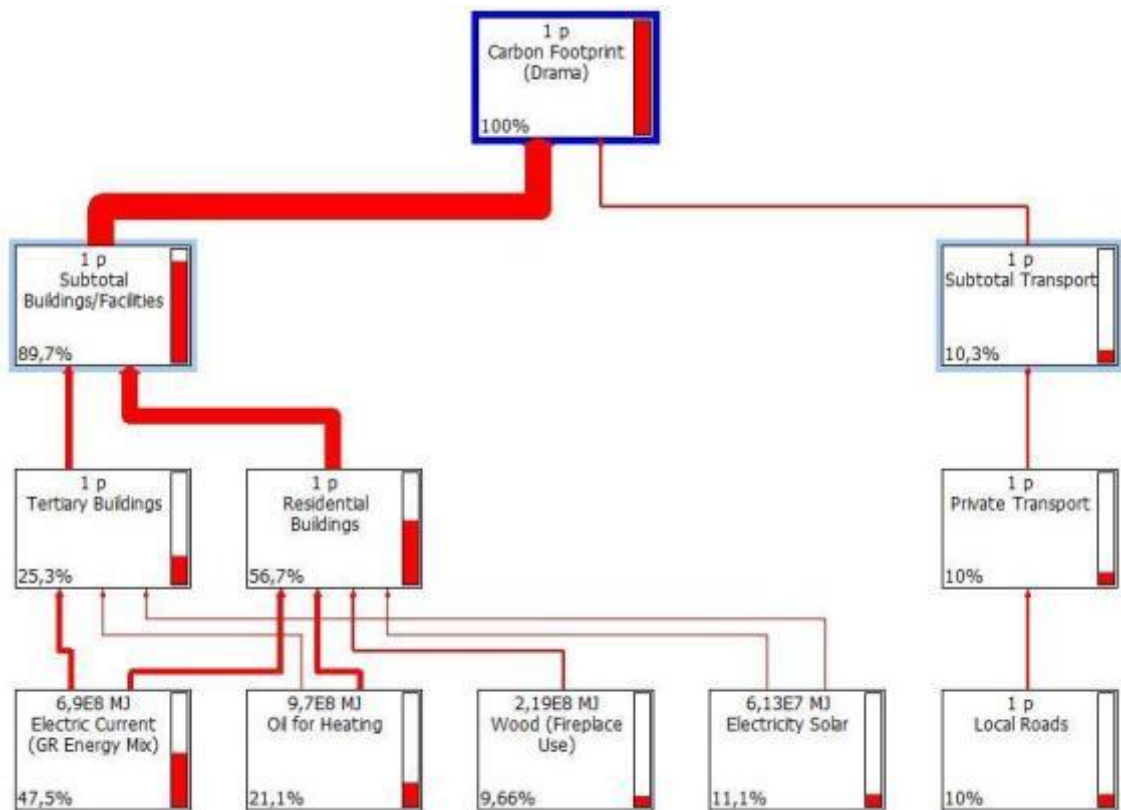 1 p
Carbon Footprint
(Drama)
100%
1 p
Subtotal
Buildings/Facilities
89,7%
1 p
Subtotal Transport
10,3%
1 p
Tertiary Buildings
25,3%
1 p
Residential
Buildings
56,7%
1 p
Private Transport
10%
6,9E8 MJ
Electric Current
(GR Energy Mix)
47,5%
9,7E8 MJ
Oil for Heating
21,1%
2,19E8 MJ
Wood (Fireplace
Use)
9,66%
6,13E7 MJ
Electricity Solar
11,1%
1 p
Local Roads
10%